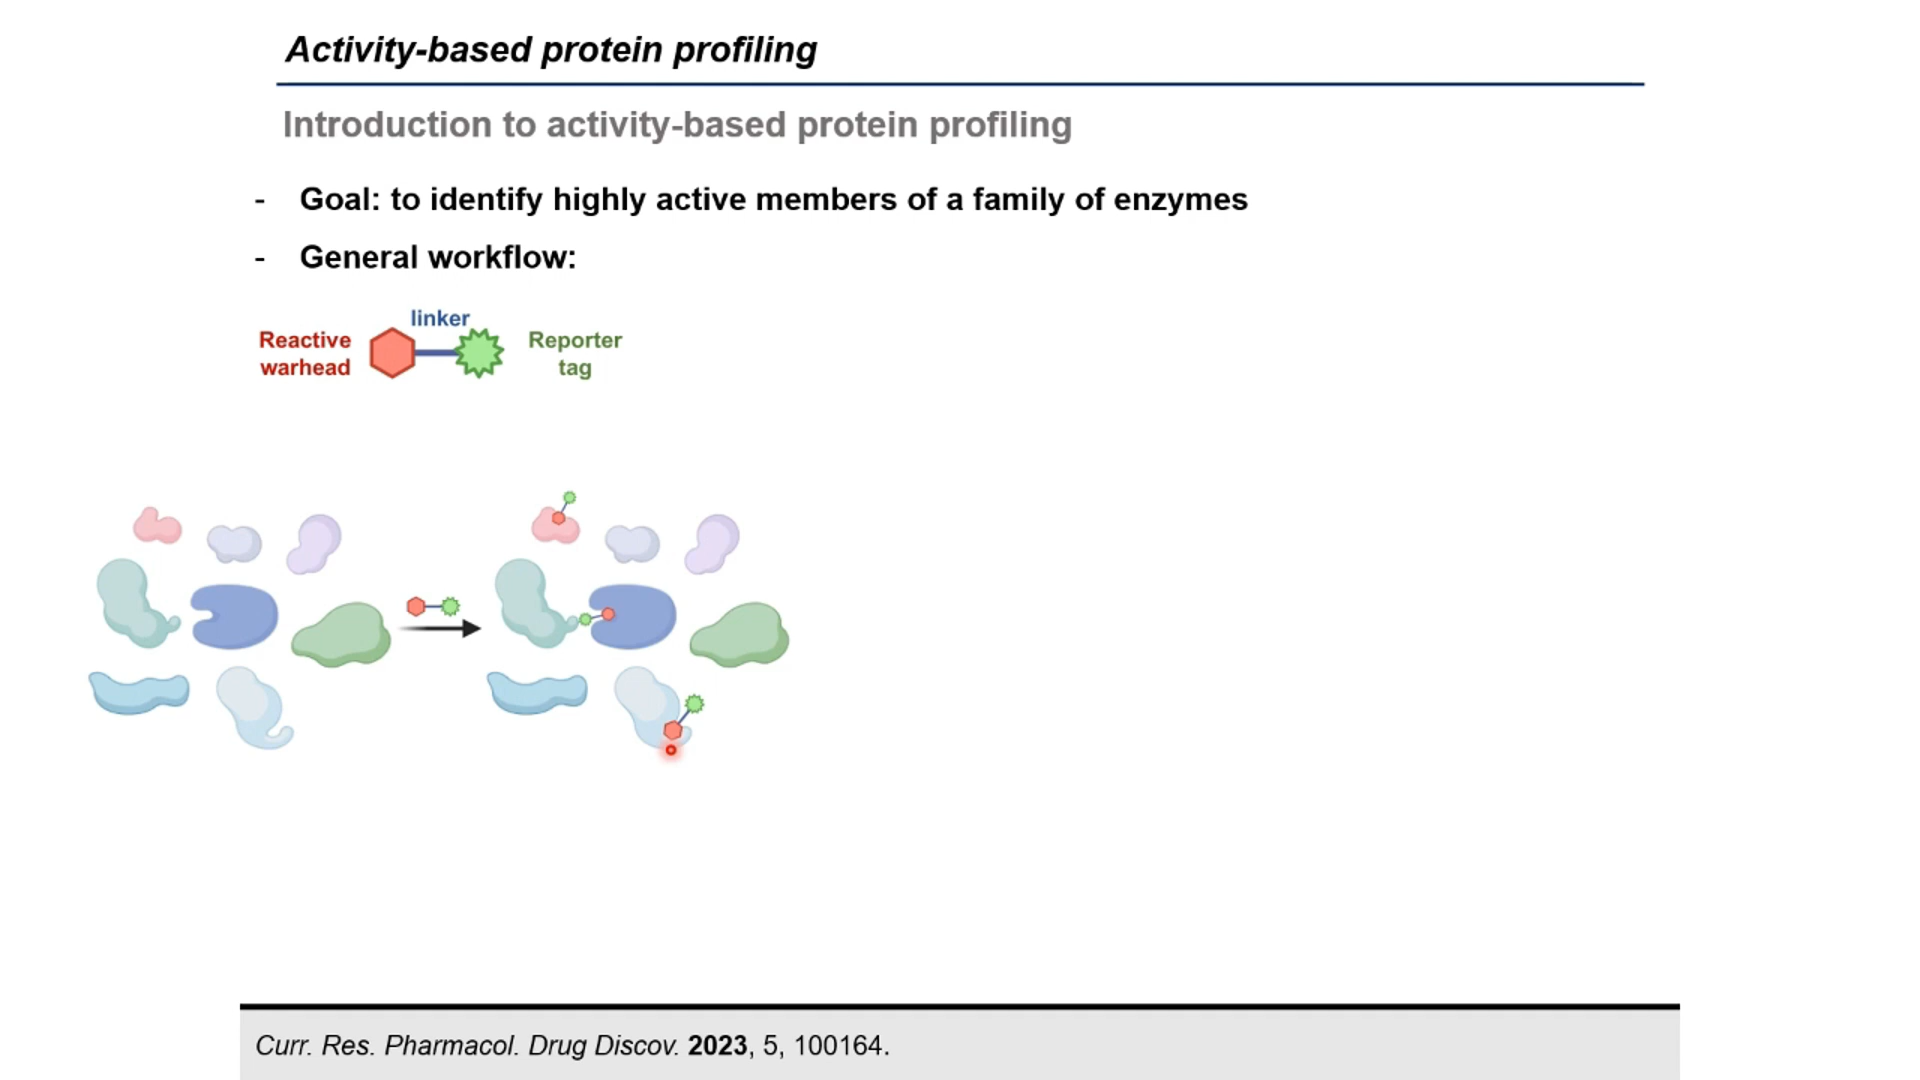 Activity-based protein profiling
Introduction to activity-based protein profiling
- Goal: to identify highly active members of a family of enzymes
- General workflow:
linker
Reactive
warhead
Reporter
tag
Curr. Res. Pharmacol. Drug Discov. 2023, 5, 100164.